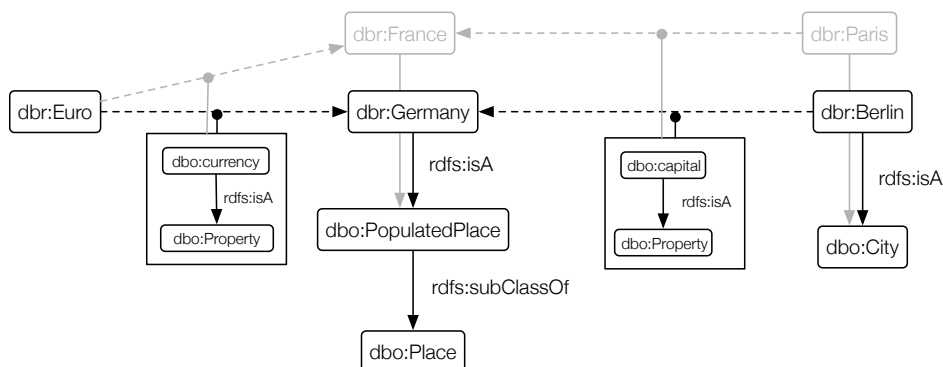 dbr:France
dbr:Paris
dbr:Euro
dbr:Germany
dbr:Berlin
dbo:currency
rdfs:isA
dbo:Property
rdfs:isA
dbo:capital
rdfs:isA
dbo:Property
rdfs:isA
dbo:PopulatedPlace
dbo:City
rdfs:subClassOf
dbo:Place